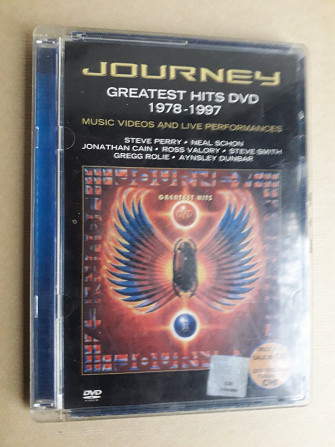 JOURNEY
GREATEST HITS DVD
1978-1997
MUSIC VIDEOS AND LIVE PERFORMANCES
STEVE PERRY • NEAL SCHON
JONATHAN CAIN • ROSS VALORY • STEVE SMITH
GREGG ROLIE • AYNSLEY DUNBAR
GREATEST HITS
DVD